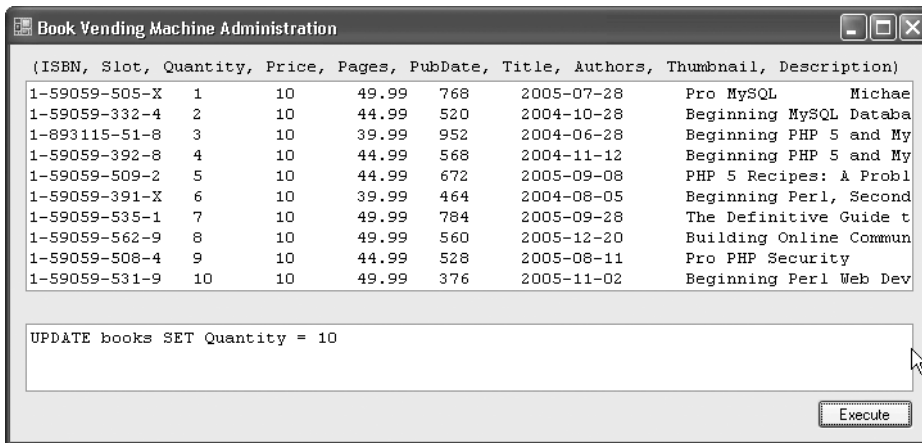 Book Vending Machine Administration
(ISBN, Slot, Quantity, Price, Pages, PubDate, Title, Authors, Thumbnail, Description)
1-59059-505-X 1 10 49.99 768 2005-07-28 Pro MySQL Michae
1-59059-332-4 2 10 44.99 520 2004-10-28 Beginning MySQL Databa
1-893115-51-8 3 10 39.99 952 2004-06-28 Beginning PHP 5 and My
1-59059-392-8 4 10 44.99 568 2004-11-12 Beginning PHP 5 and My
1-59059-509-2 5 10 44.99 672 2005-09-08 PHP 5 Recipes: A Probl
1-59059-391-X 6 10 39.99 464 2004-08-05 Beginning Perl, Second
1-59059-535-1 7 10 49.99 784 2005-09-28 The Definitive Guide t
1-59059-562-9 8 10 49.99 560 2005-12-20 Building Online Commun
1-59059-508-4 9 10 44.99 528 2005-08-11 Pro PHP Security
1-59059-531-9 10 10 49.99 376 2005-11-02 Beginning Perl Web Dev
UPDATE books SET Quantity = 10
Execute